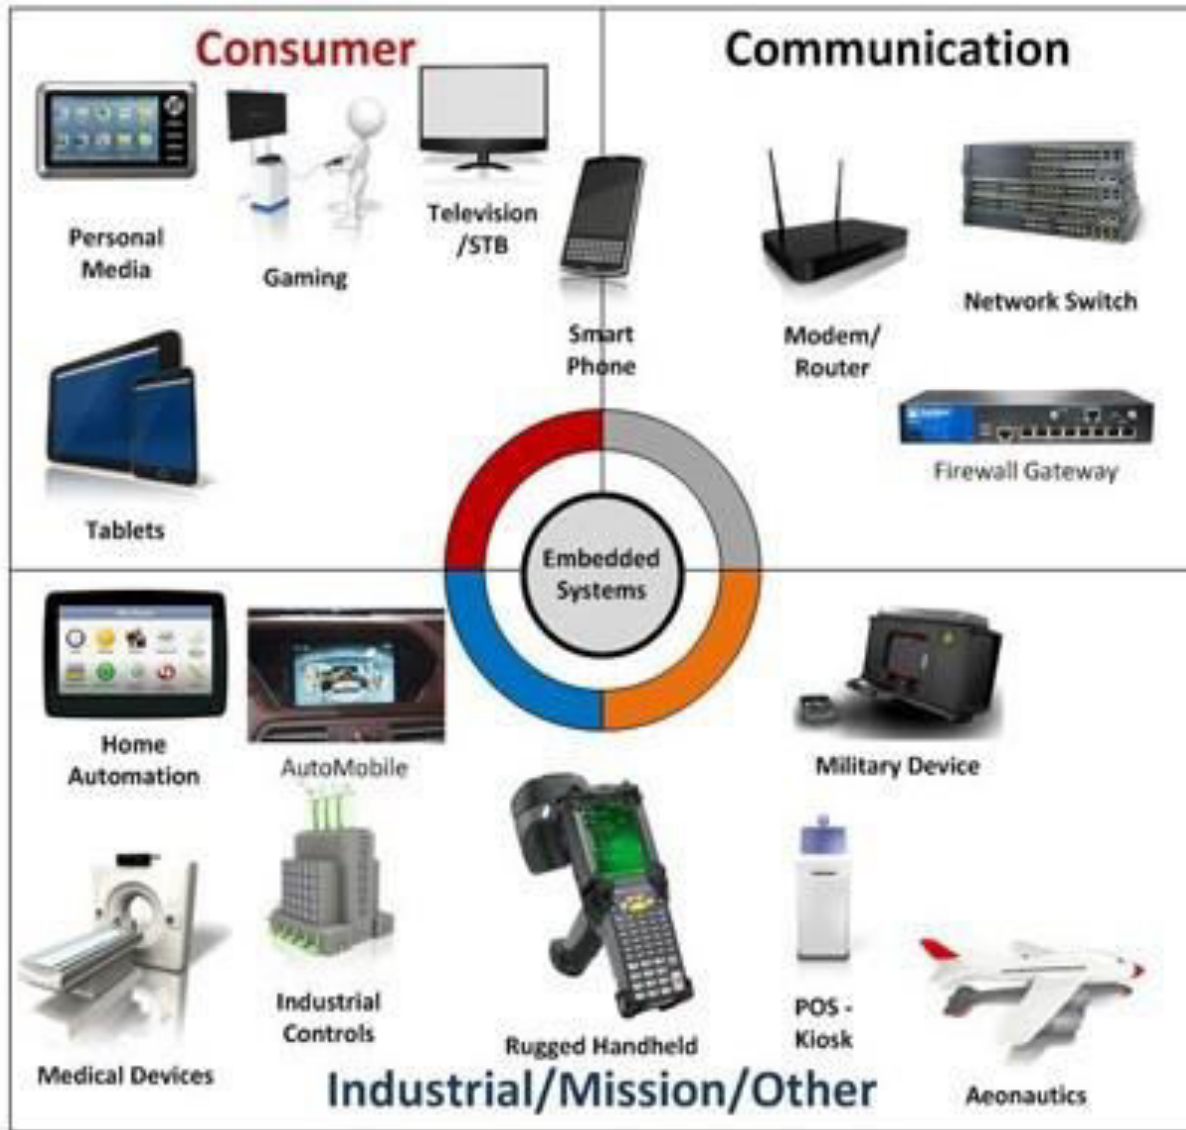 Consumer
Communication
Personal
Media
Gaming
Television
/STB
Smart
Phone
Modem/
Router
Network Switch
Firewall Gateway
Tablets
Embedded
Systems
Home
Automation
AutoMobile
Military Device
Medical Devices
Industrial
Controls
Rugged Handheld
POS -
Kiosk
Aeonautics
Industrial/Mission/Other